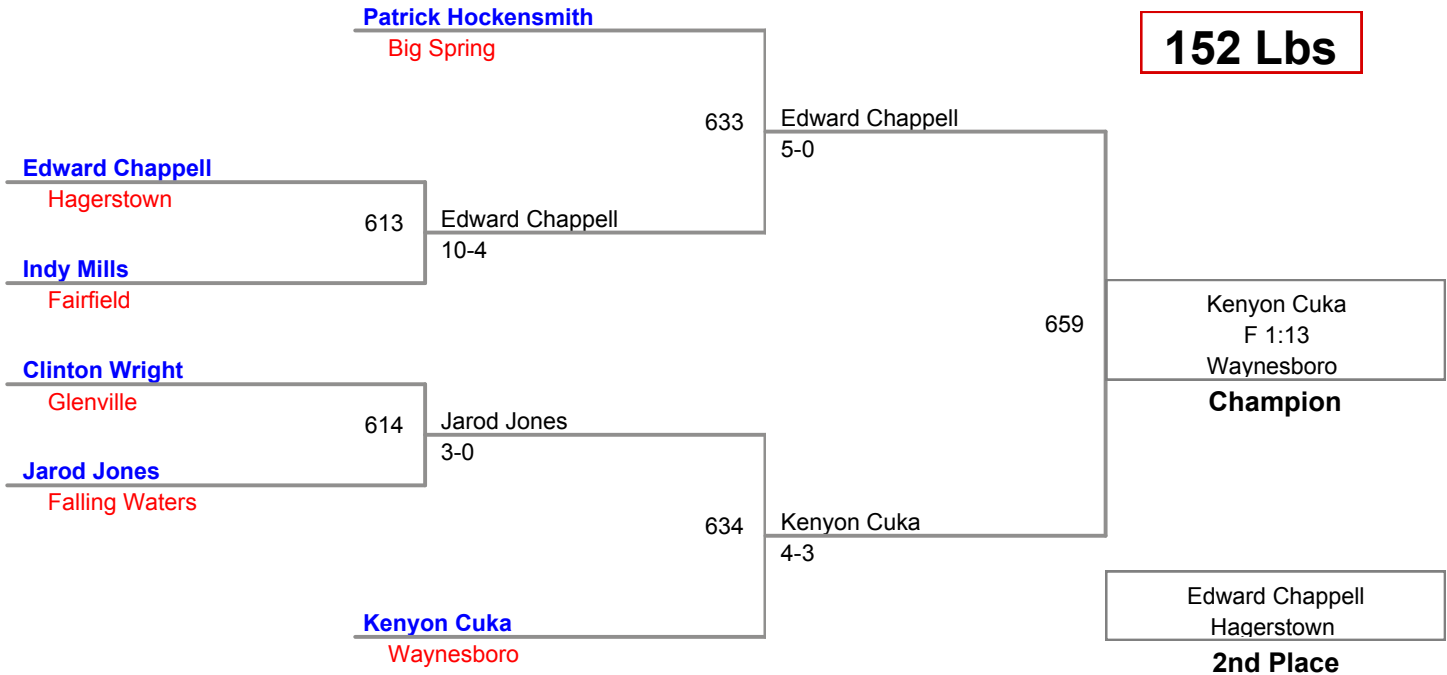 Patrick Hockensmith
Big Spring
152 Lbs
633
Edward Chappell
5-0
Edward Chappell
Hagerstown
613
Edward Chappell
10-4
Indy Mills
Fairfield
659
Kenyon Cuka
F 1:13
Waynesboro
Champion
Clinton Wright
Glenville
614
Jarod Jones
3-0
Jarod Jones
Falling Waters
634
Kenyon Cuka
4-3
Kenyon Cuka
Waynesboro
Edward Chappell
Hagerstown
2nd Place